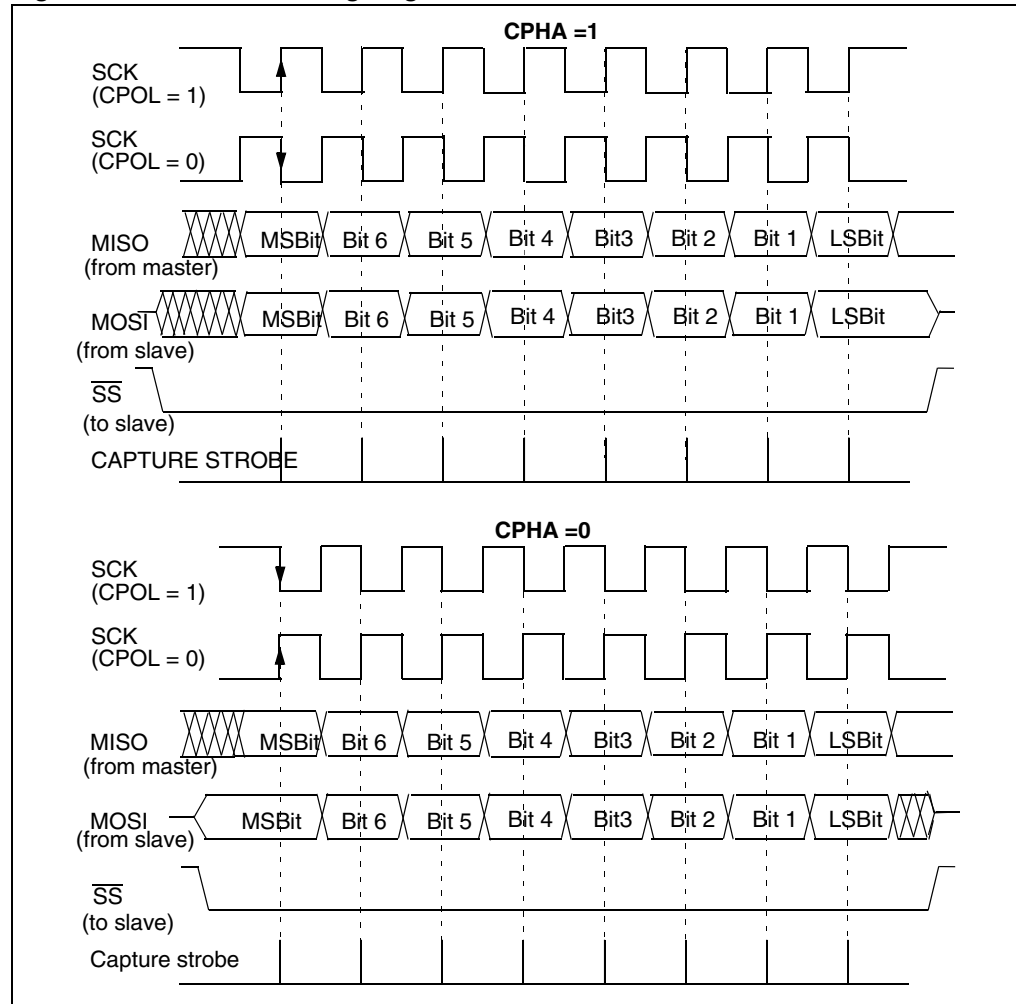 CPHA =1
SCK
(CPOL = 1)
SCK
(CPOL = 0)
MISO
(from master)
MSBit Bit 6 Bit 5 Bit 4 Bit3 Bit 2 Bit 1 LSBit
MOSI
(from slave)
MSBit Bit 6 Bit 5 Bit 4 Bit3 Bit 2 Bit 1 LSBit
SS
(to slave)
CAPTURE STROBE
CPHA =0
SCK
(CPOL = 1)
SCK
(CPOL = 0)
MISO
(from master)
MSBit Bit 6 Bit 5 Bit 4 Bit3 Bit 2 Bit 1 LSBit
MOSI
(from slave)
MSBit Bit 6 Bit 5 Bit 4 Bit3 Bit 2 Bit 1 LSBit
SS
(to slave)
Capture strobe